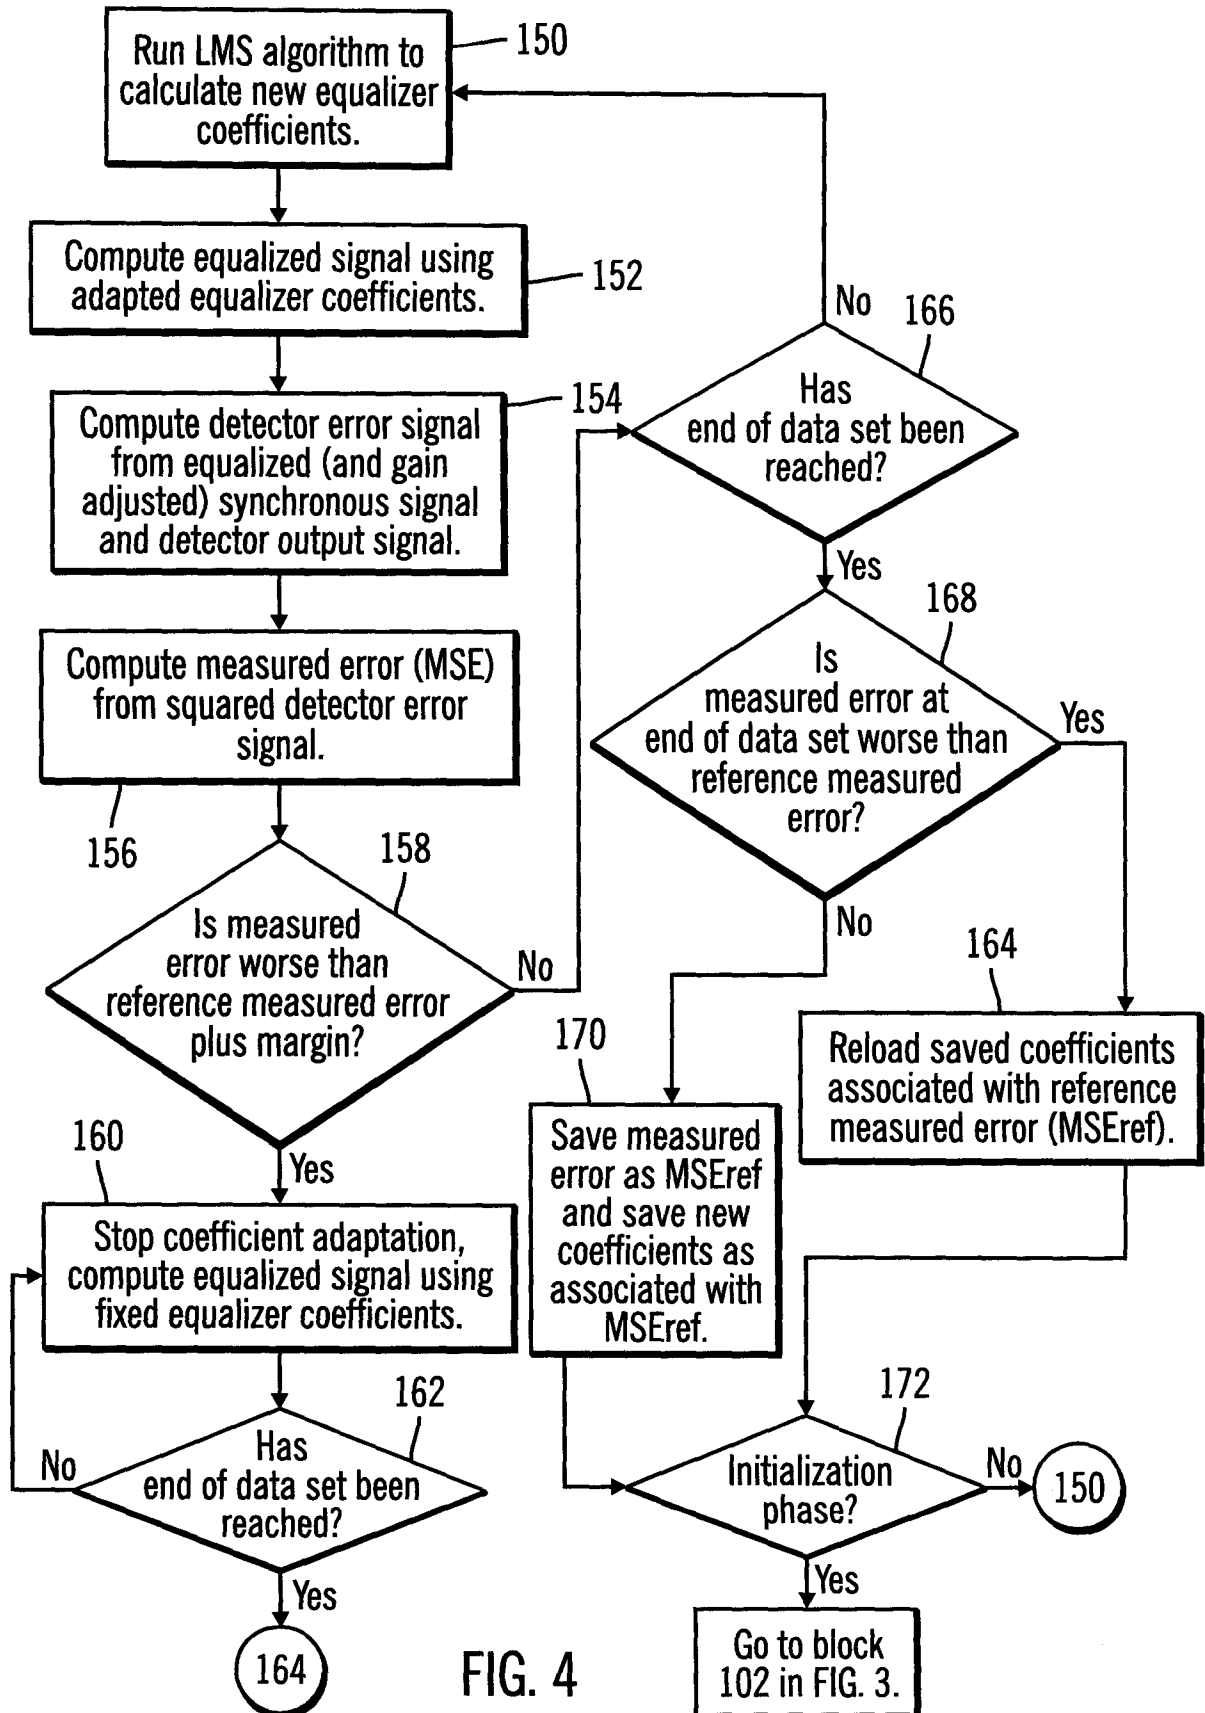 Run LMS algorithm to
calculate new equalizer
coefficients.
150
Compute equalized signal using
adapted equalizer coefficients.
152
Compute detector error signal
from equalized (and gain
adjusted) synchronous signal
and detector output signal.
154
Compute measured error (MSE)
from squared detector error
signal.
156
158
Is measured
error worse than
reference measured error
plus margin?
No
Yes
160
Stop coefficient adaptation,
compute equalized signal using
fixed equalizer coefficients.
162
Has
end of data set been
reached?
No
Yes
164
No
166
Has
end of data set been
reached?
Yes
168
Is
measured error at
end of data set worse than
reference measured
error?
Yes
No
164
Reload saved coefficients
associated with reference
measured error (MSEref).
170
Save measured
error as MSEref
and save new
coefficients as
associated with
MSEref.
172
Initialization
phase?
No
150
Yes
Go to block
102 in FIG. 3.
FIG. 4